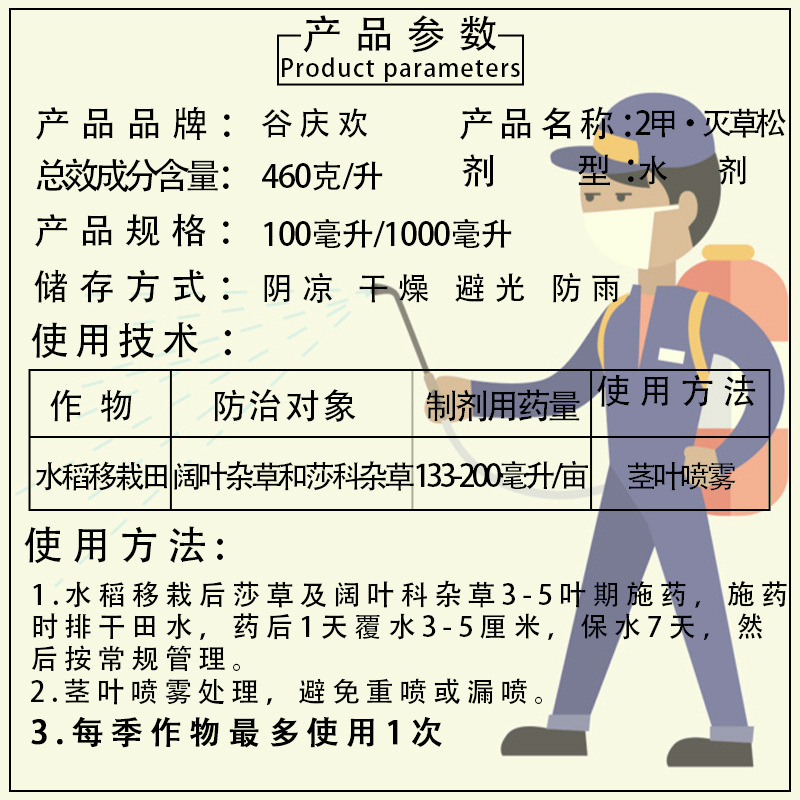 产品参数
Product parameters
产品品牌：谷庆欢 产品名称：2甲·灭草松
总效成分含量：460克/升 剂型：水剂
产品规格：100毫升/1000毫升
储存方式：阴凉 干燥 避光 防雨
使用技术：
作物 防治对象 制剂用药量 使用方法
水稻移栽田 阔叶杂草和莎科杂草 133-200毫升/亩 茎叶喷雾
使用方法：
1.水稻移栽后莎草及阔叶科杂草3-5叶期施药，施药
时排干田水，药后1天覆水3-5厘米，保水7天，然
后按常规管理。
2.茎叶喷雾处理，避免重喷或漏喷。
3.每季作物最多使用1次